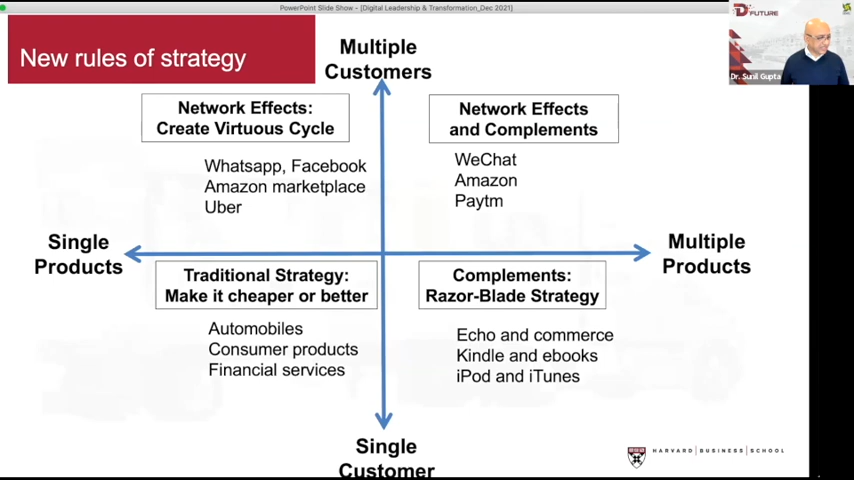 PowerPoint Slide Show - [Digital Leadership & Transformation_Dec 2021]
New rules of strategy
Multiple
Customers
D FUTURE
Dr. Sunil Gupta
Network Effects:
Create Virtuous Cycle
Whatsapp, Facebook
Amazon marketplace
Uber
Network Effects
and Complements
WeChat
Amazon
Paytm
Single
Products
Multiple
Products
Traditional Strategy:
Make it cheaper or better
Automobiles
Consumer products
Financial services
Complements:
Razor-Blade Strategy
Echo and commerce
Kindle and ebooks
iPod and iTunes
Single
Customer
HARVARD BUSINESS SCHOOL